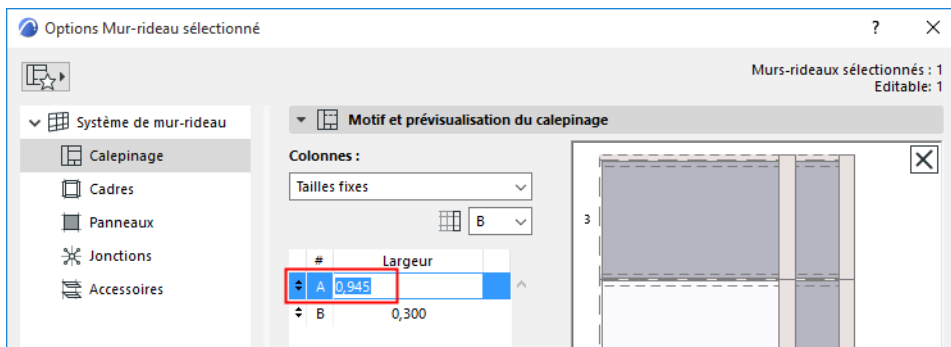 Options Mur-rideau sélectionné
?
Murs-rideaux sélectionnés : 1
Editable: 1
Système de mur-rideau
Calepinage
Cadres
Panneaux
Jonctions
Accessoires
Motif et prévisualisation du calepinage
Colonnes :
Tailles fixes
B
# Largeur
A 0,945
B 0,300
3